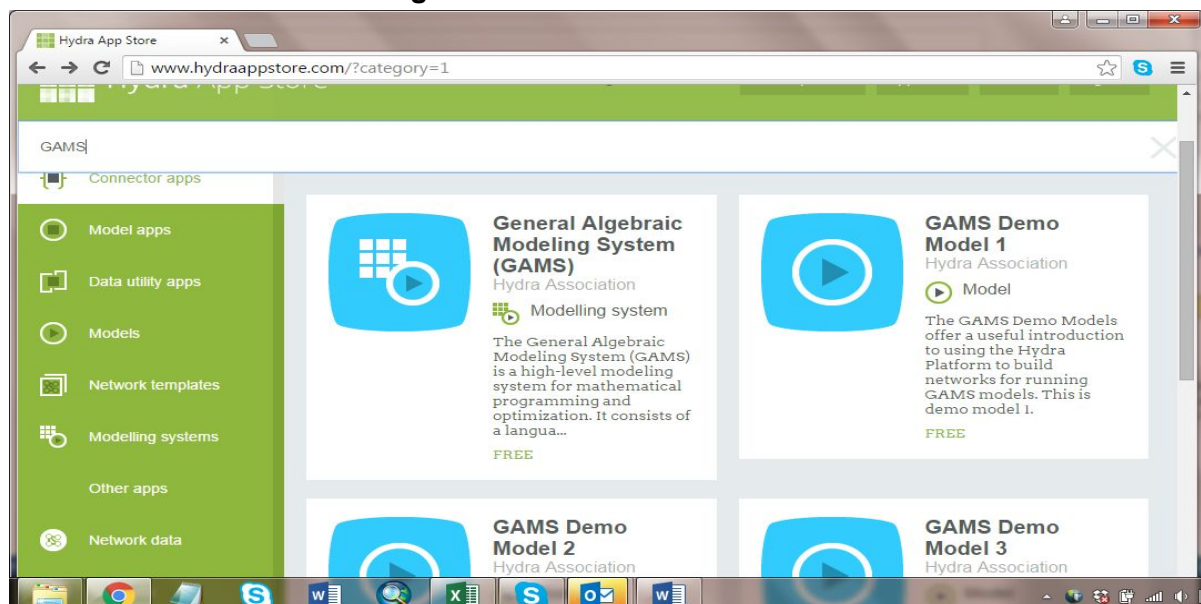 Hydra App Store
www.hydraappstore.com/?category=1
Hydra App Store
GAMS
Connector apps
Model apps
Data utility apps
Models
Network templates
Modelling systems
Other apps
Network data
General Algebraic
Modeling System
(GAMS)
Hydra Association
Modelling system
The General Algebraic
Modeling System (GAMS)
is a high-level modeling
system for mathematical
programming and
optimization. It consists of
a langua...
FREE
GAMS Demo
Model 1
Hydra Association
Model
The GAMS Demo Models
offer a useful introduction
to using the Hydra
Platform to build
networks for running
GAMS models. This is
demo model 1.
FREE
GAMS Demo
Model 2
Hydra Association
GAMS Demo
Model 3
Hydra Association